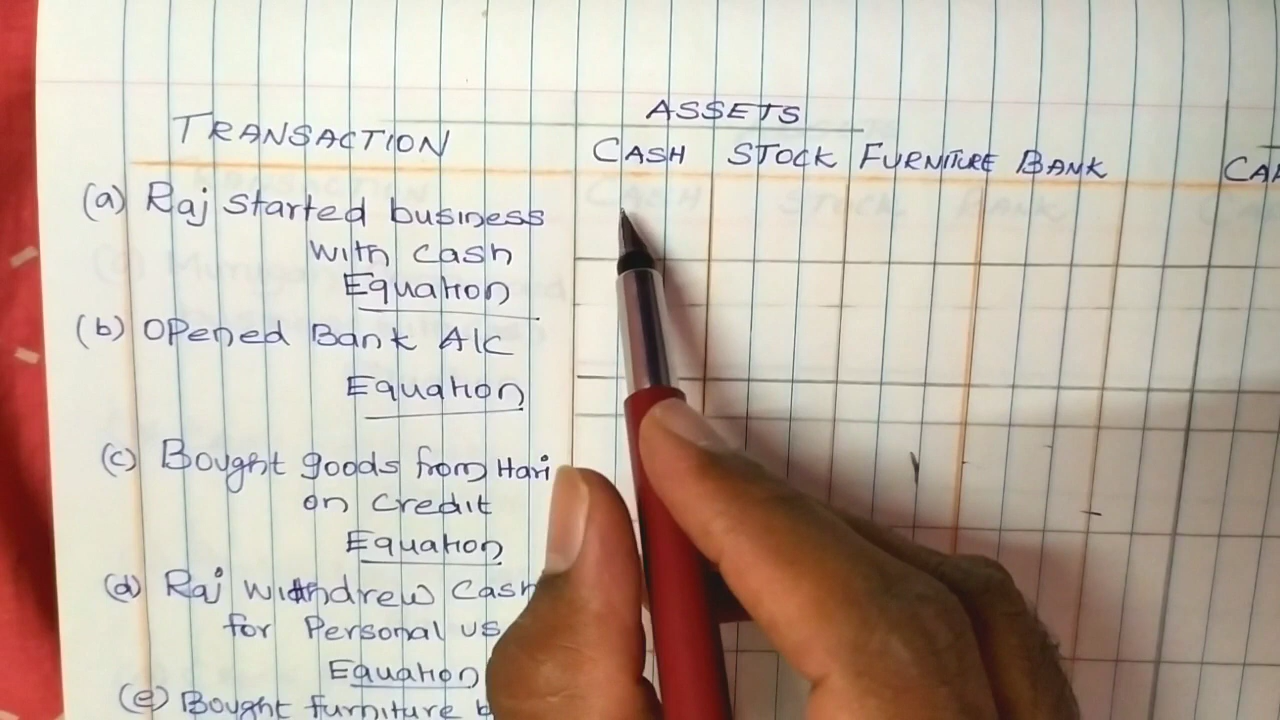 ASSETS
TRANSACTION CASH STOCK FURNITURE BANK
(a) Raj Started business
with cash
Equation
(b) Opened Bank A/c
Equation
(c) Bought goods from Hari
on Credit
Equation
(d) Raj withdrew Cash
for Personal us
Equation
(e) Bought furniture b